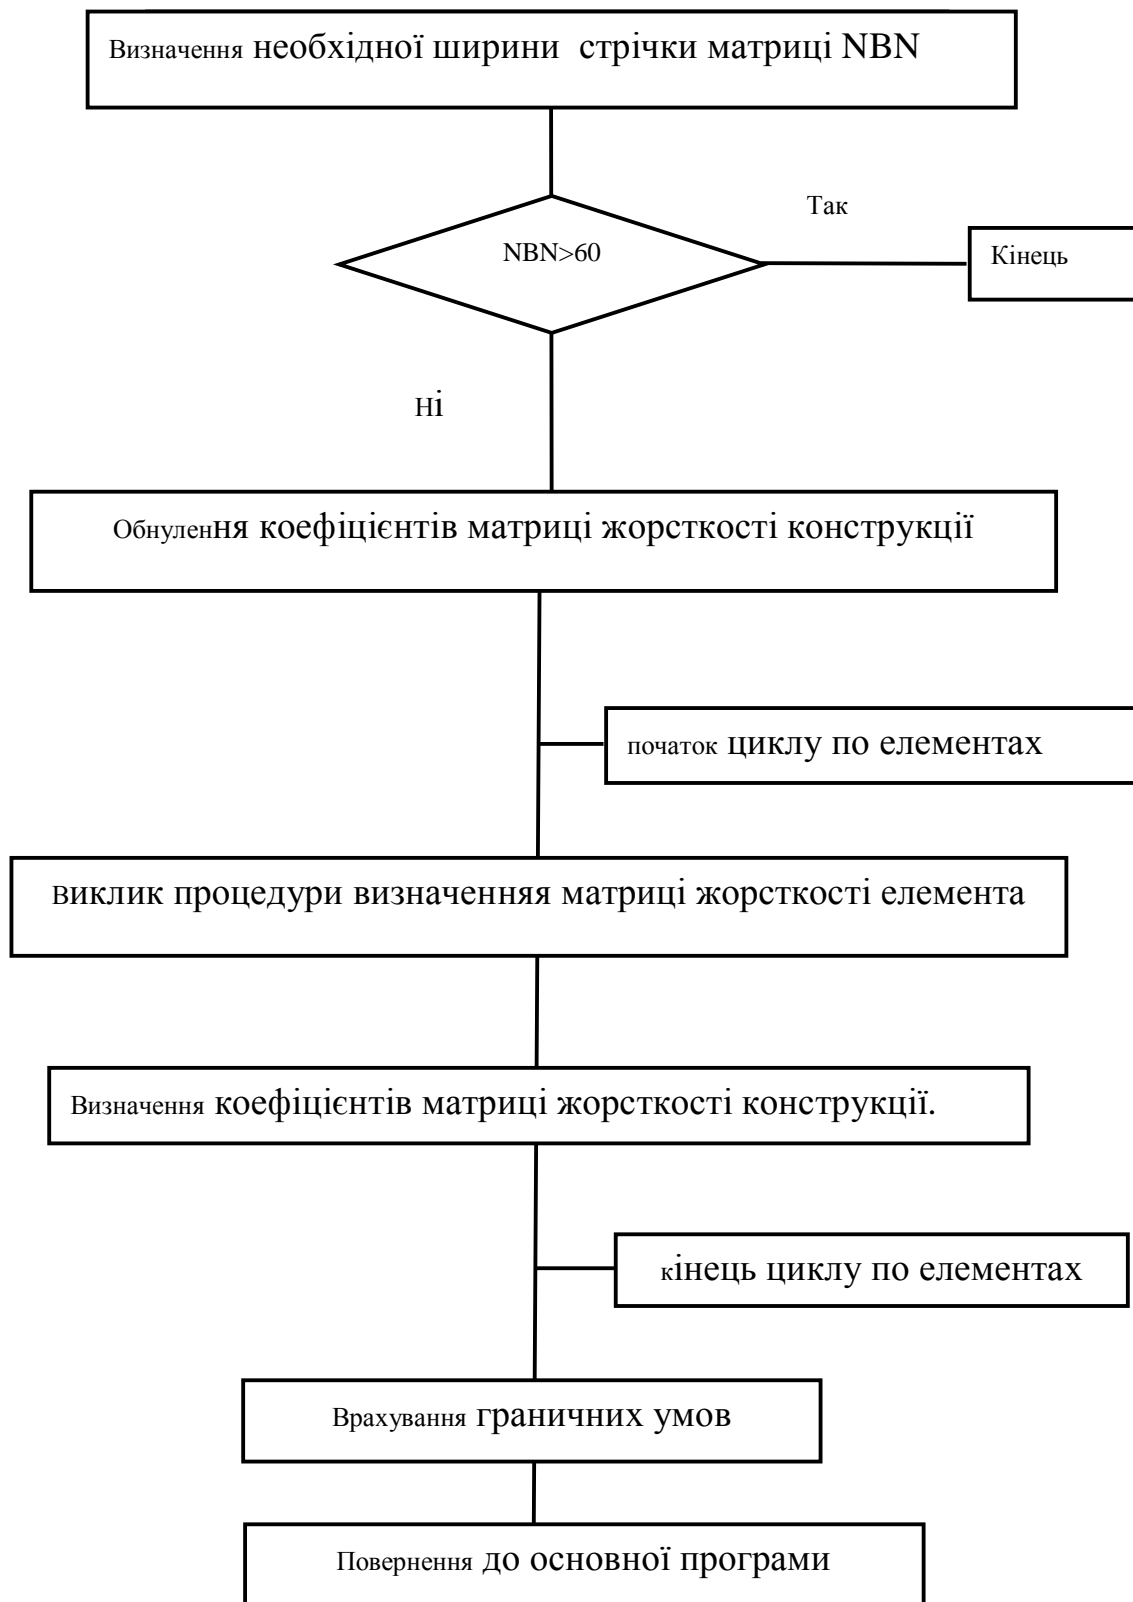 Визначення необхідної ширини стрічки матриці NBN
Так
NBN>60
Кінець
Ні
Обнулення коефіцієнтів матриці жорсткості конструкції
початок циклу по елементах
Виклик процедури визначенняя матриці жорсткості елемента
Визначення коефіцієнтів матриці жорсткості конструкції.
кінець циклу по елементах
Врахування граничних умов
Повернення до основної програми